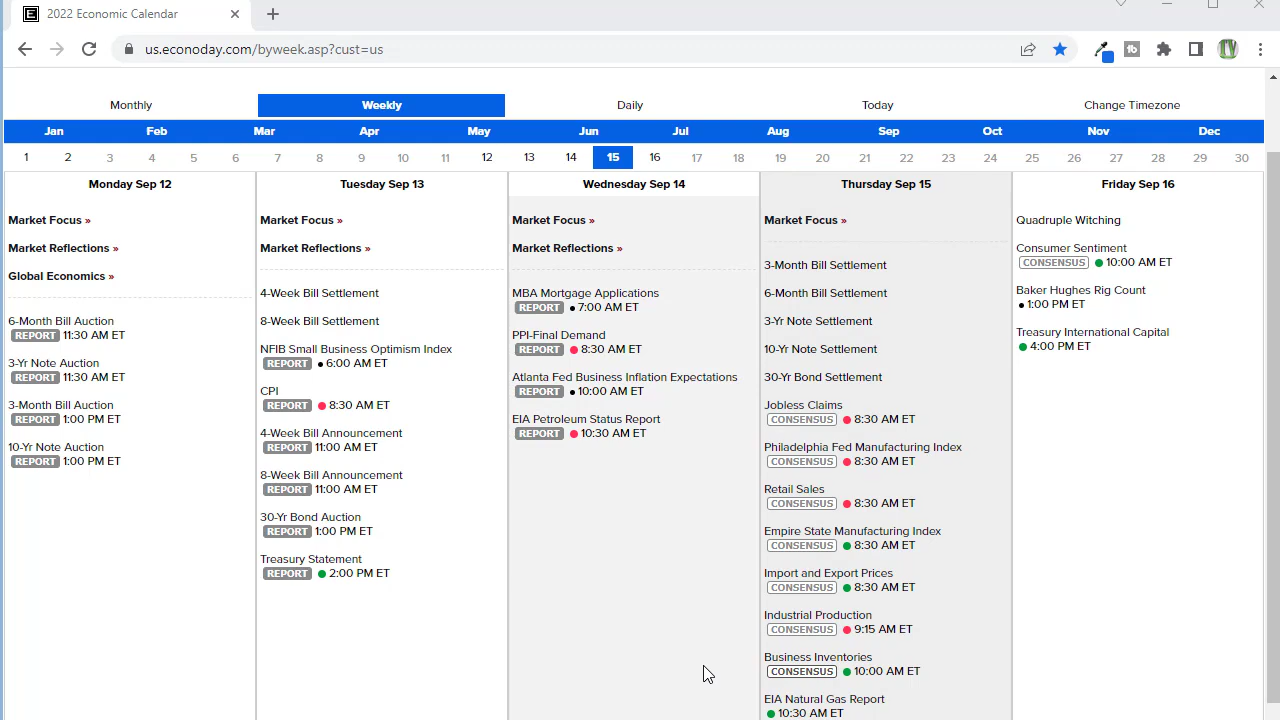 2022 Economic Calendar
us.econoday.com/byweek.asp?cust=us
Monthly Weekly Daily Today Change Timezone
Jan Feb Mar Apr May Jun Jul Aug Sep Oct Nov Dec
1 2 3 4 5 6 7 8 9 10 11 12 13 14 15 16 17 18 19 20 21 22 23 24 25 26 27 28 29 30
Monday Sep 12
Market Focus »
Market Reflections »
Global Economics »
6-Month Bill Auction
REPORT 11:30 AM ET
3-Yr Note Auction
REPORT 11:30 AM ET
3-Month Bill Auction
REPORT 1:00 PM ET
10-Yr Note Auction
REPORT 1:00 PM ET
Tuesday Sep 13
Market Focus »
Market Reflections »
4-Week Bill Settlement
8-Week Bill Settlement
NFIB Small Business Optimism Index
REPORT 6:00 AM ET
CPI
REPORT 8:30 AM ET
4-Week Bill Announcement
REPORT 11:00 AM ET
8-Week Bill Announcement
REPORT 11:00 AM ET
30-Yr Bond Auction
REPORT 1:00 PM ET
Treasury Statement
REPORT 2:00 PM ET
Wednesday Sep 14
Market Focus »
Market Reflections »
MBA Mortgage Applications
REPORT 7:00 AM ET
PPI-Final Demand
REPORT 8:30 AM ET
Atlanta Fed Business Inflation Expectations
REPORT 10:00 AM ET
EIA Petroleum Status Report
REPORT 10:30 AM ET
Thursday Sep 15
Market Focus »
3-Month Bill Settlement
6-Month Bill Settlement
3-Yr Note Settlement
10-Yr Note Settlement
30-Yr Bond Settlement
Jobless Claims
CONSENSUS 8:30 AM ET
Philadelphia Fed Manufacturing Index
CONSENSUS 8:30 AM ET
Retail Sales
CONSENSUS 8:30 AM ET
Empire State Manufacturing Index
CONSENSUS 8:30 AM ET
Import and Export Prices
CONSENSUS 8:30 AM ET
Industrial Production
CONSENSUS 9:15 AM ET
Business Inventories
CONSENSUS 10:00 AM ET
EIA Natural Gas Report
10:30 AM ET
Friday Sep 16
Quadruple Witching
Consumer Sentiment
CONSENSUS 10:00 AM ET
Baker Hughes Rig Count
1:00 PM ET
Treasury International Capital
4:00 PM ET